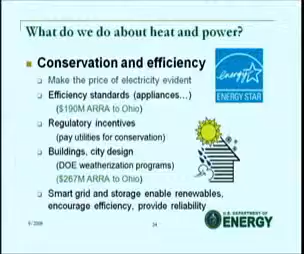 What do we do about heat and power?
Conservation and efficiency
Make the price of electricity evident
Efficiency standards (appliances...)
($190M ARRA to Ohio)
Regulatory incentives
(pay utilities for conservation)
Buildings, city design
(DOE weatherization programs)
($267M ARRA to Ohio)
Smart grid and storage enable renewables,
encourage efficiency, provide reliability
energy
ENERGY STAR
24
U.S. DEPARTMENT OF
ENERGY